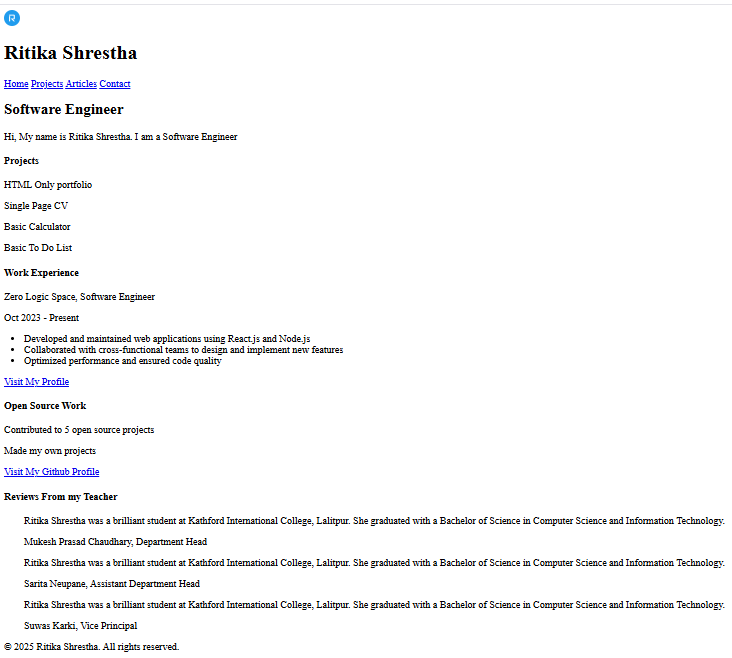 R
Ritika Shrestha
Home Projects Articles Contact
Software Engineer
Hi, My name is Ritika Shrestha. I am a Software Engineer
Projects
HTML Only portfolio
Single Page CV
Basic Calculator
Basic To Do List
Work Experience
Zero Logic Space, Software Engineer
Oct 2023 - Present
• Developed and maintained web applications using React.js and Node.js
• Collaborated with cross-functional teams to design and implement new features
• Optimized performance and ensured code quality
Visit My Profile
Open Source Work
Contributed to 5 open source projects
Made my own projects
Visit My Github Profile
Reviews From my Teacher
Ritika Shrestha was a brilliant student at Kathford International College, Lalitpur. She graduated with a Bachelor of Science in Computer Science and Information Technology.
Mukesh Prasad Chaudhary, Department Head
Ritika Shrestha was a brilliant student at Kathford International College, Lalitpur. She graduated with a Bachelor of Science in Computer Science and Information Technology.
Sarita Neupane, Assistant Department Head
Ritika Shrestha was a brilliant student at Kathford International College, Lalitpur. She graduated with a Bachelor of Science in Computer Science and Information Technology.
Suwas Karki, Vice Principal
© 2025 Ritika Shrestha. All rights reserved.